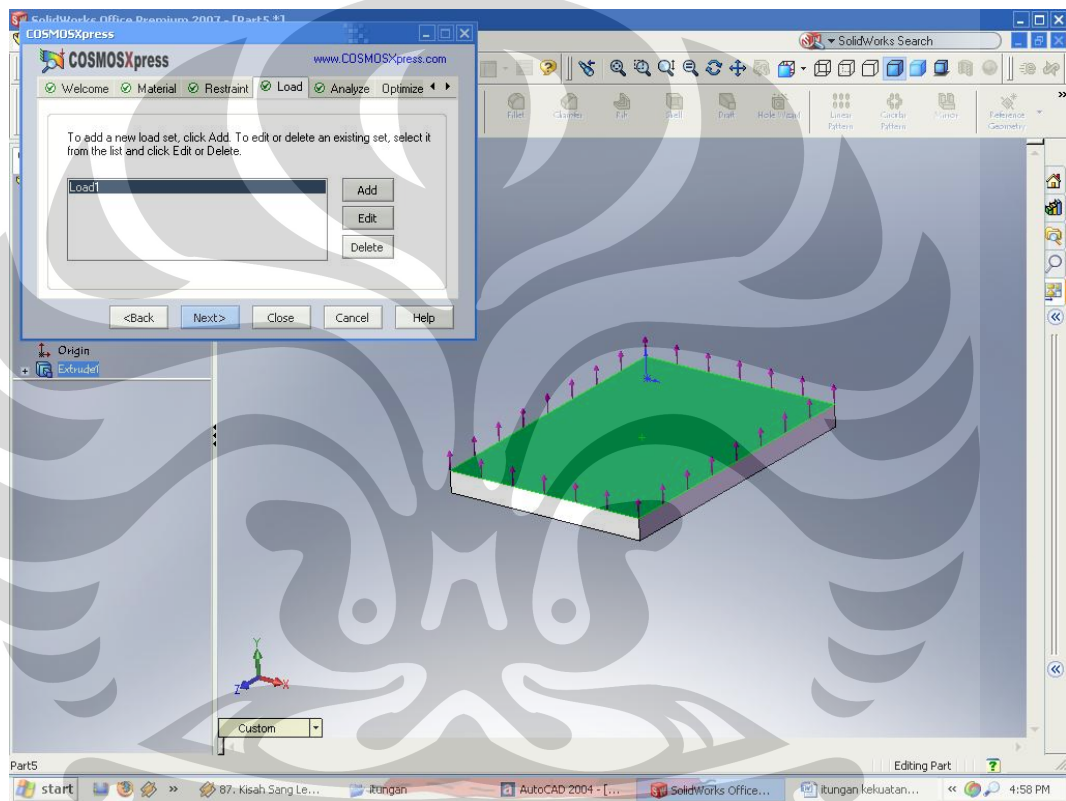 SolidWorks Office Premium 2007 - [Part5 *]
COSMOSXpress
COSMOSXpress
www.COSMOSXpress.com
Welcome Material Restraint Load Analyze Optimize
To add a new load set, click Add. To edit or delete an existing set, select it
from the list and click Edit or Delete.
Load1
Add
Edit
Delete
<Back Next> Close Cancel Help
SolidWorks Search
Fillet Chamfer Rib Shell Draft Hole Wizard Linear Pattern Circular Pattern Mirror Reference Geometry
Origin
Extrude1
Y
Z X
Custom
Part5
Editing Part
start
87. Kisah Sang Le...
itungan
AutoCAD 2004 - [...
SolidWorks Office...
itungan kekuatan...
4:58 PM